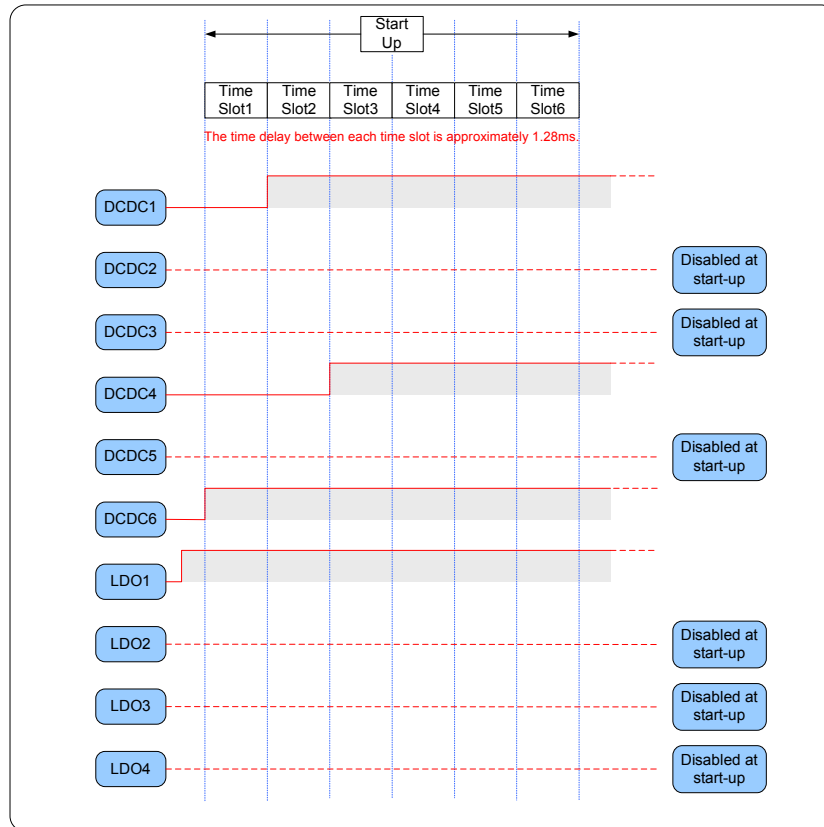 Start
Up
Time
Slot1
Time
Slot2
Time
Slot3
Time
Slot4
Time
Slot5
Time
Slot6
The time delay between each time slot is approximately 1.28ms.
DCDC1
DCDC2
Disabled at
start-up
DCDC3
Disabled at
start-up
DCDC4
DCDC5
Disabled at
start-up
DCDC6
LDO1
LDO2
Disabled at
start-up
LDO3
Disabled at
start-up
LDO4
Disabled at
start-up